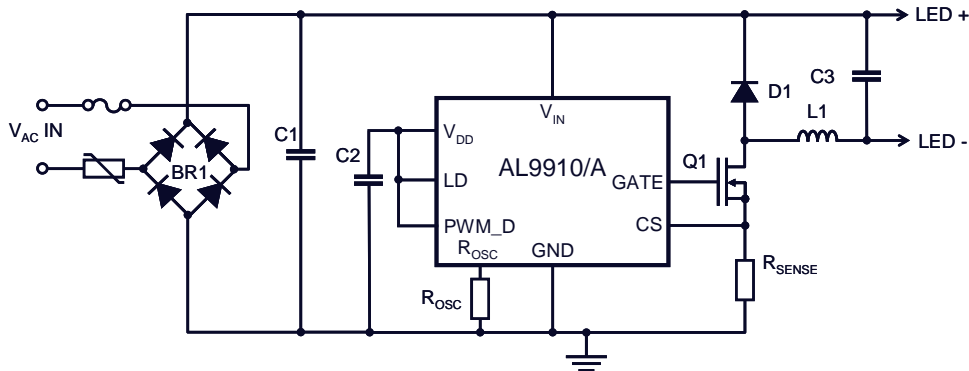 LED +
C3
D1
L1
V_IN
V_AC IN
C1
C2
V_DD
LED -
BR1
AL9910/A
Q1
LD
GATE
PWM_D
CS
R_OSC
GND
R_SENSE
R_OSC